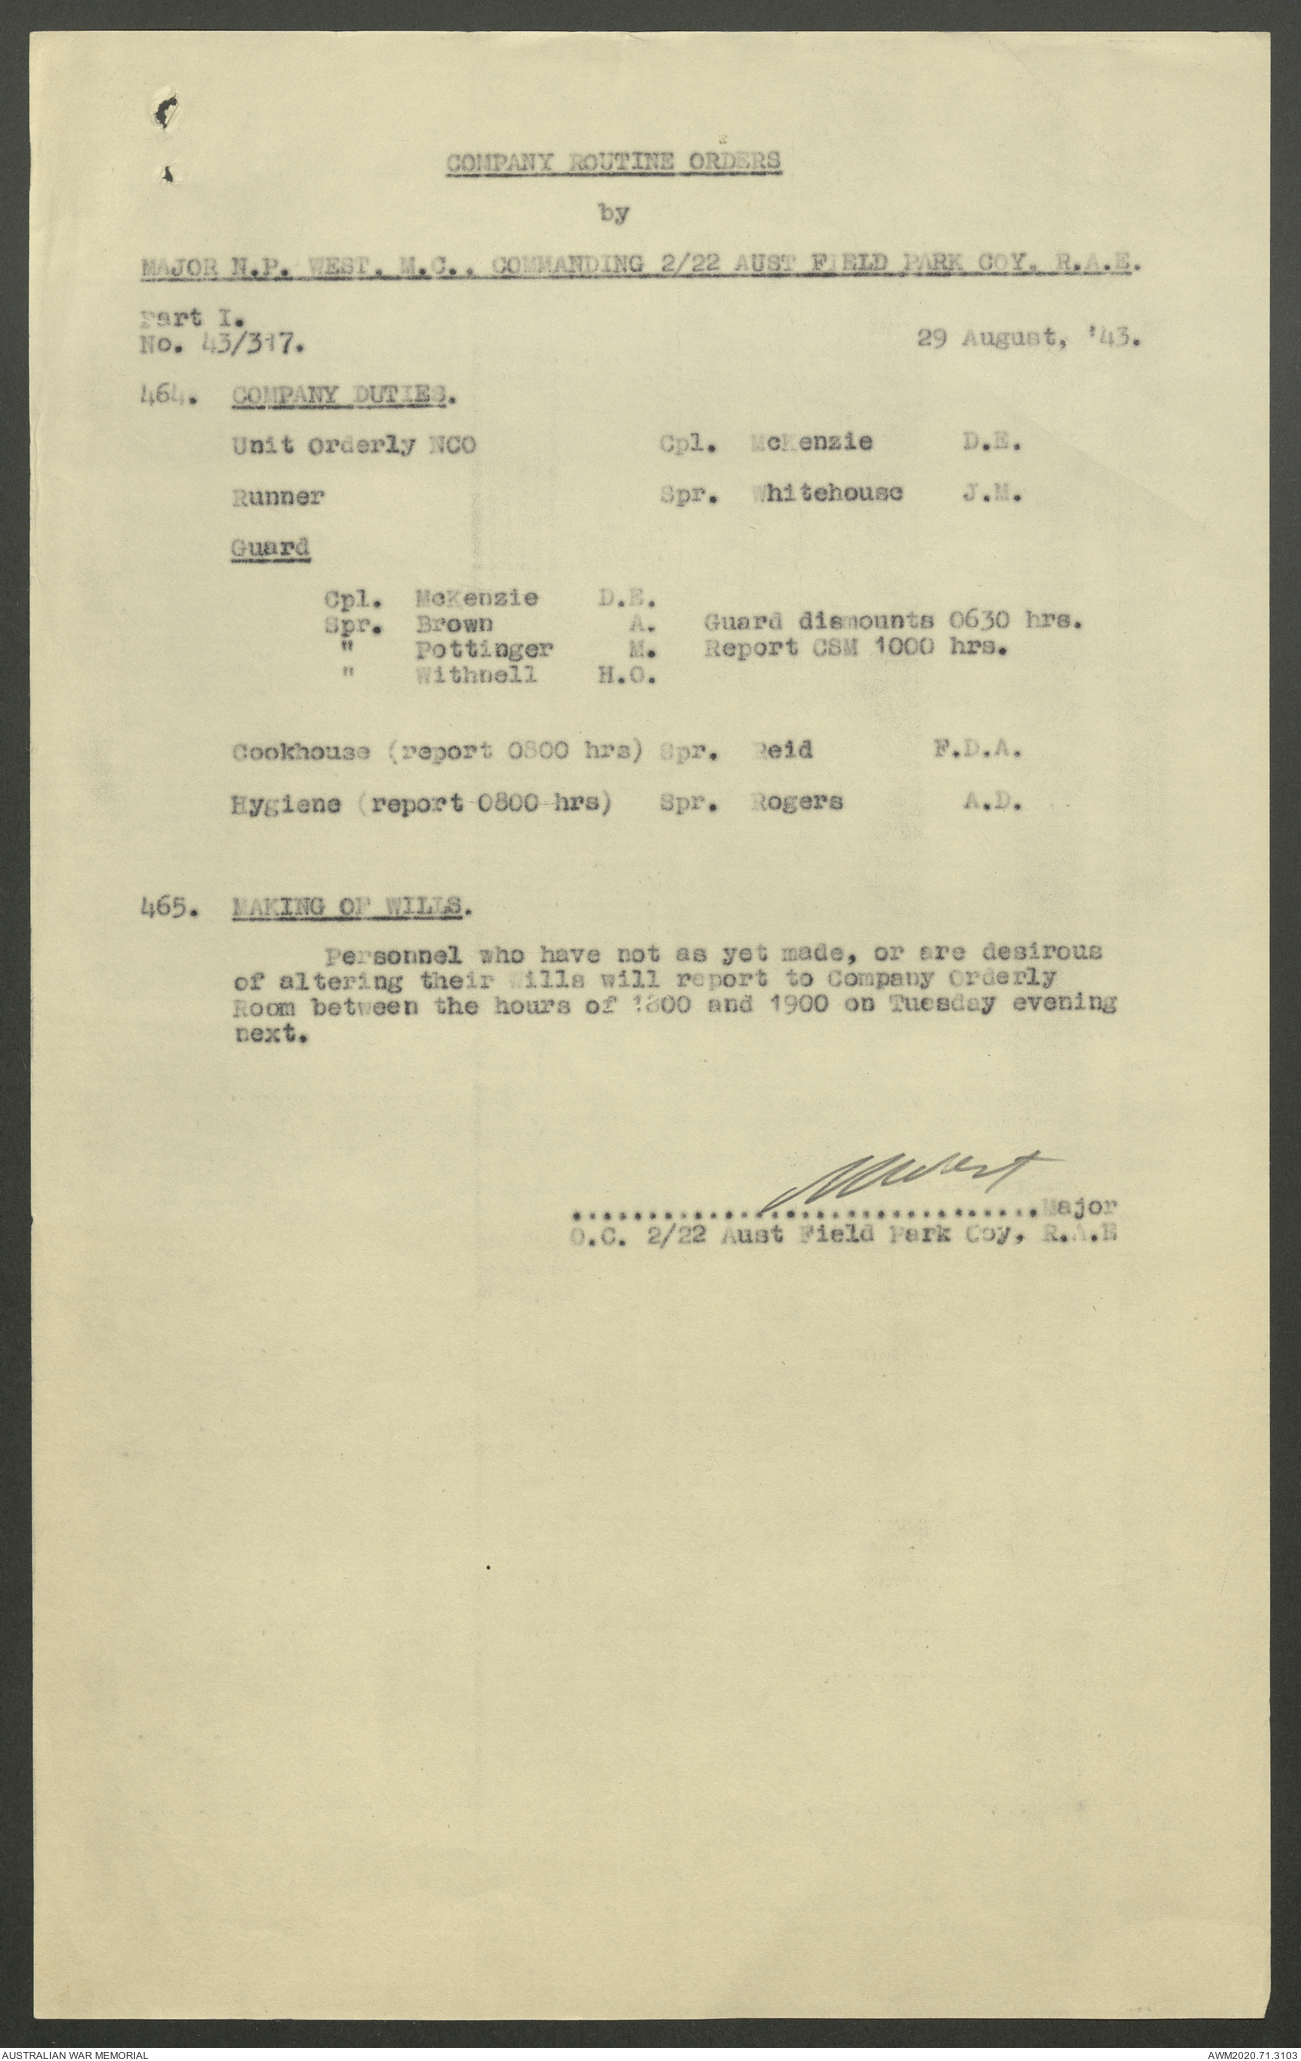 COMPANY ROUTINE ORDERS
by
MAJOR N.P. WEST, M.C., COMMANDING 2/22 AUST FIELD PARK COY, R.A.E.
Part I.
No. 43/317. 29 August, '43.
464. COMPANY DUTIES.
Unit Orderly NCO Cpl. McKenzie D.E.
Runner Spr. Whitehouse J.M.
Guard
Cpl. McKenzie D.E.
Spr. Brown A. Guard dismounts 0630 hrs.
" Pottinger M. Report CSM 1000 hrs.
" Withnell H.O.
Cookhouse (report 0800 hrs) Spr. Reid F.D.A.
Hygiene (report 0800 hrs) Spr. Rogers A.D.
465. MAKING OF WILLS.
Personnel who have not as yet made, or are desirous
of altering their Wills will report to Company Orderly
Room between the hours of 1800 and 1900 on Tuesday evening
next.
NWest
..............................Major
O.C. 2/22 Aust Field Park Coy, R.A.E
AUSTRALIAN WAR MEMORIAL AWM2020.71.3103